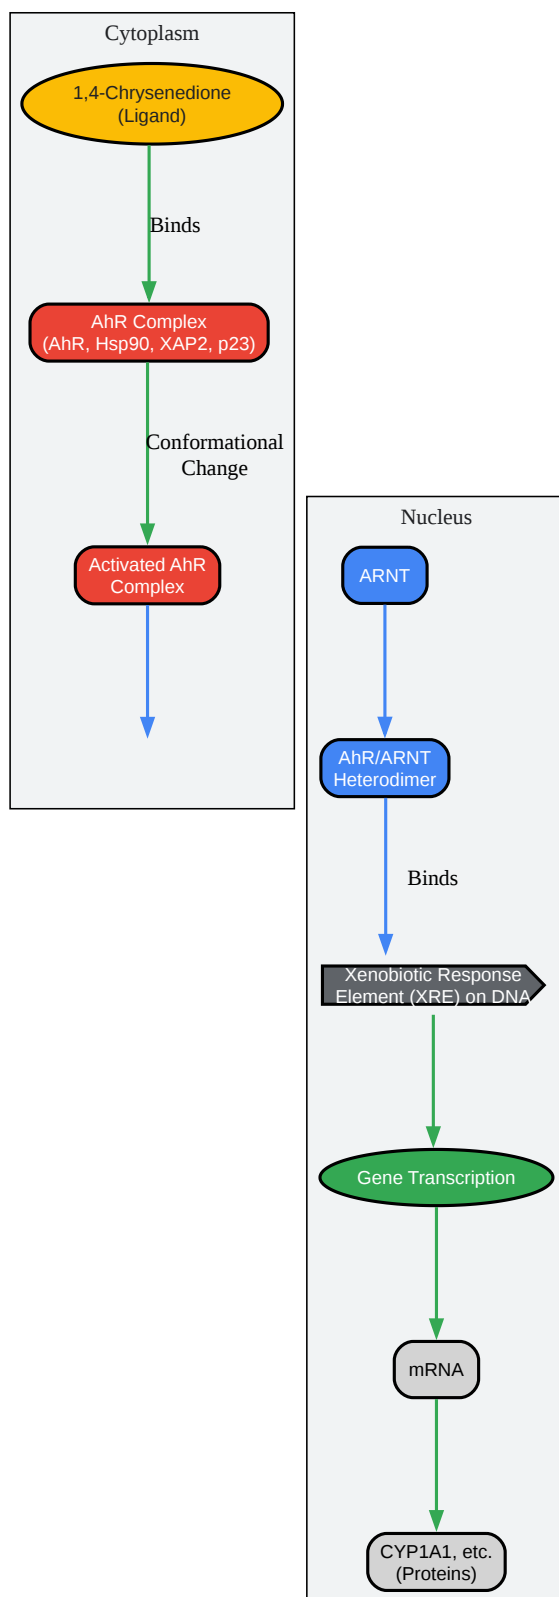 Cytoplasm
1,4-Chrysenedione
(Ligand)
Binds
AhR Complex
(AhR, Hsp90, XAP2, p23)
Conformational
Change
Activated AhR
Complex
Nucleus
ARNT
AhR/ARNT
Heterodimer
Binds
Xenobiotic Response
Element (XRE) on DNA
Gene Transcription
mRNA
CYP1A1, etc.
(Proteins)